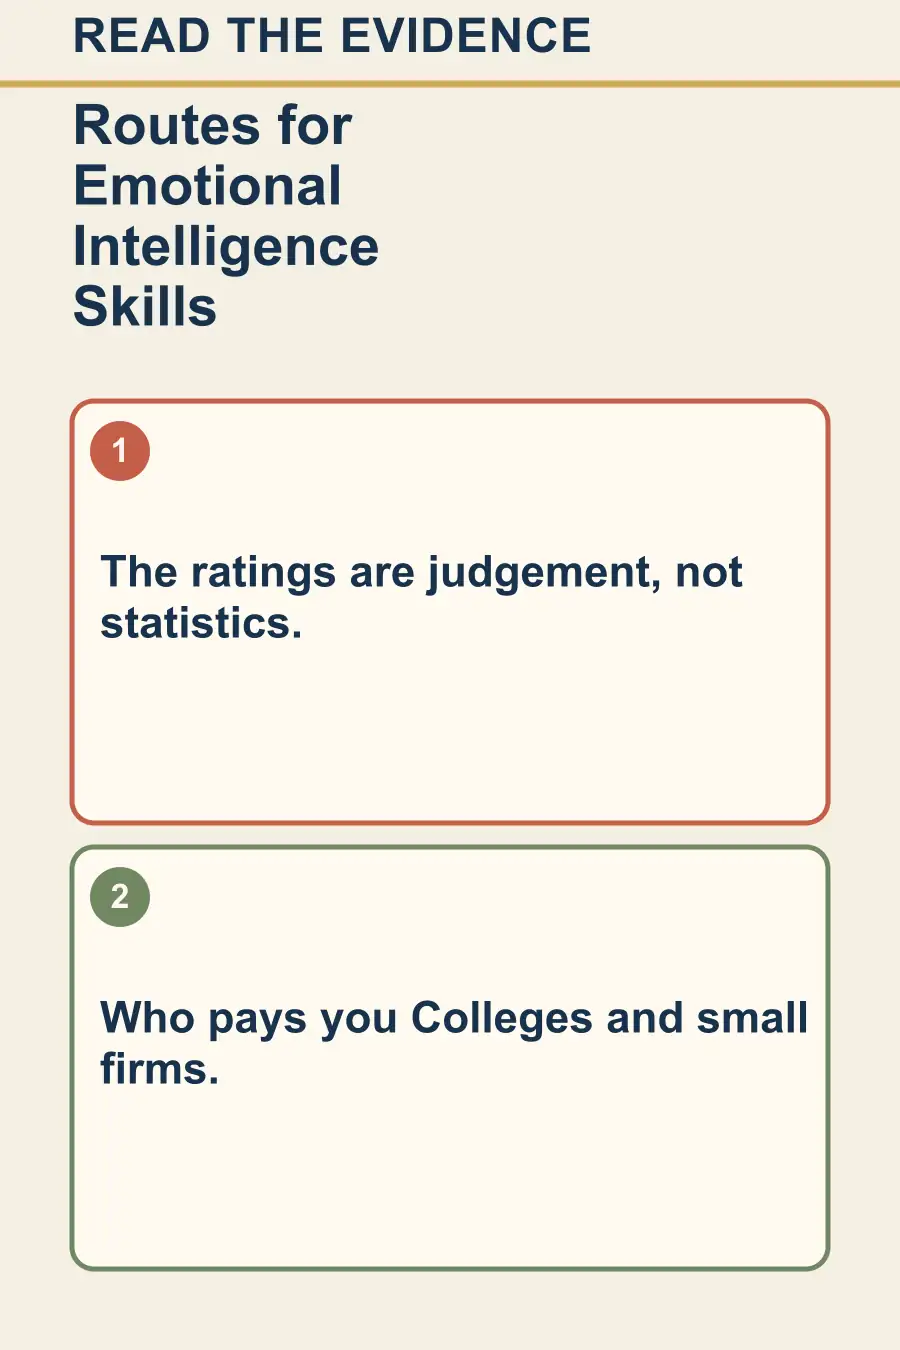 READ THE EVIDENCE
Routes for
Emotional
Intelligence
Skills
1
The ratings are judgement, not
statistics.
2
Who pays you Colleges and small
firms.